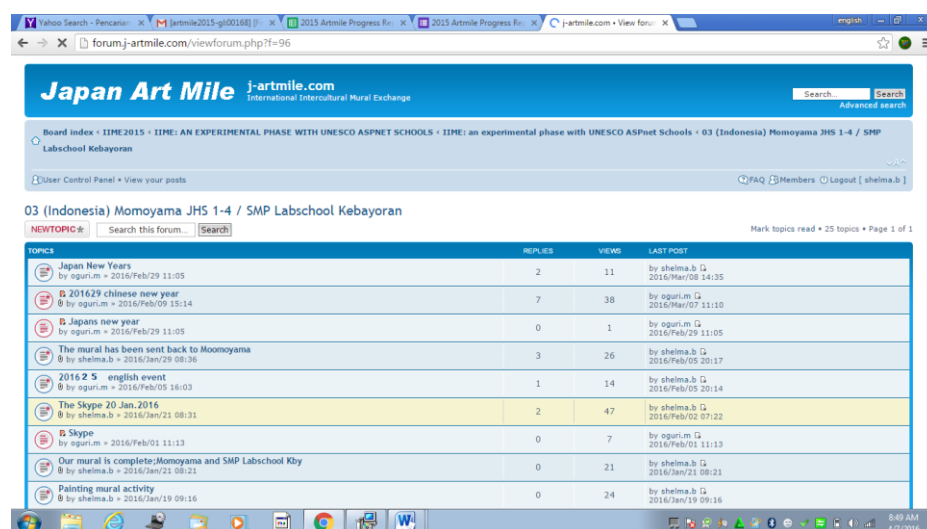 Yahoo Search - Pencarian
[artmile2015-gl00168] [F
2015 Artmile Progress Re
2015 Artmile Progress Re
j-artmile.com • View foru
english
forum.j-artmile.com/viewforum.php?f=96
Japan Art Mile j-artmile.com
International Intercultural Mural Exchange
Search... Search
Advanced search
Board index ‹ IIME2015 ‹ IIME: AN EXPERIMENTAL PHASE WITH UNESCO ASPNET SCHOOLS ‹ IIME: an experimental phase with UNESCO ASPnet Schools ‹ 03 (Indonesia) Momoyama JHS 1-4 / SMP
Labschool Kebayoran
User Control Panel • View your posts
FAQ Members Logout [ shelma.b ]
03 (Indonesia) Momoyama JHS 1-4 / SMP Labschool Kebayoran
NEWTOPIC Search this forum... Search
Mark topics read • 25 topics • Page 1 of 1
TOPICS REPLIES VIEWS LAST POST
Japan New Years
by oguri.m » 2016/Feb/29 11:05
2 11
by shelma.b
2016/Mar/08 14:35
201629 chinese new year
by oguri.m » 2016/Feb/09 15:14
7 38
by oguri.m
2016/Mar/07 11:10
Japans new year
by oguri.m » 2016/Feb/29 11:05
0 1
by oguri.m
2016/Feb/29 11:05
The mural has been sent back to Moomoyama
by shelma.b » 2016/Jan/29 08:36
3 26
by shelma.b
2016/Feb/05 20:17
2016２５ english event
by oguri.m » 2016/Feb/05 16:03
1 14
by shelma.b
2016/Feb/05 20:14
The Skype 20 Jan.2016
by shelma.b » 2016/Jan/21 08:31
2 47
by shelma.b
2016/Feb/02 07:22
Skype
by oguri.m » 2016/Feb/01 11:13
0 7
by oguri.m
2016/Feb/01 11:13
Our mural is complete;Momoyama and SMP Labschool Kby
by shelma.b » 2016/Jan/21 08:21
0 21
by shelma.b
2016/Jan/21 08:21
Painting mural activity
by shelma.b » 2016/Jan/19 09:16
0 24
by shelma.b
2016/Jan/19 09:16
8:49 AM